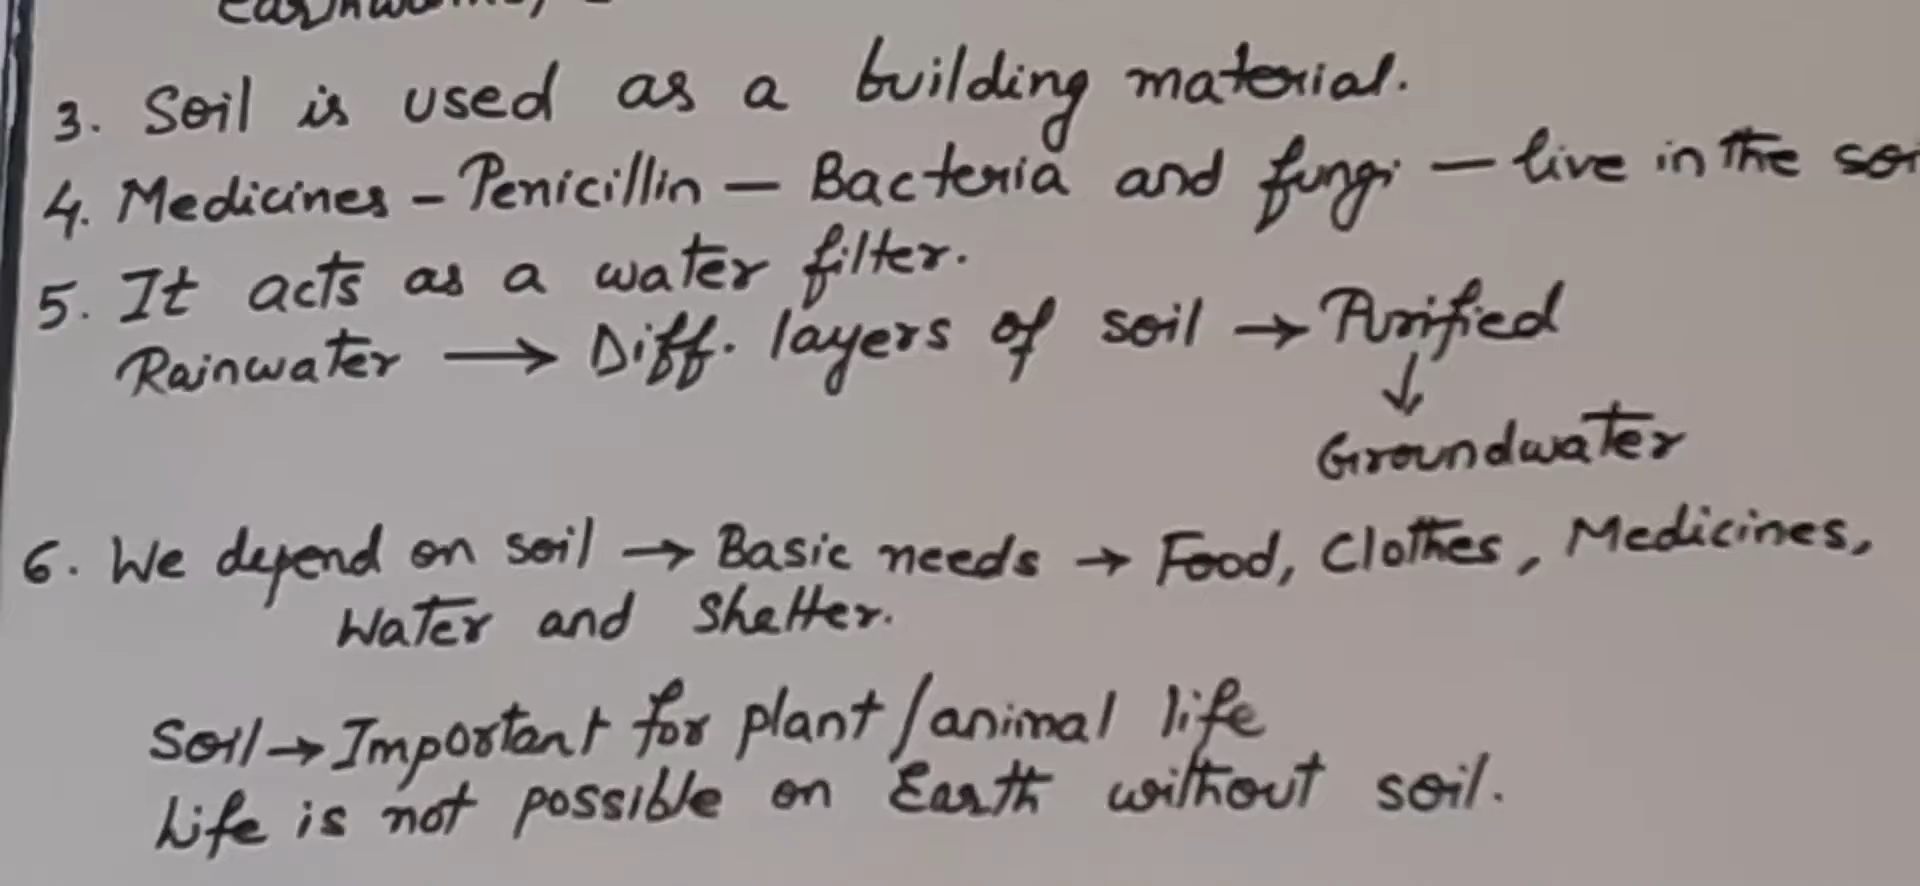 3. Soil is used as a building material.
4. Medicines - Penicillin - Bacteria and fungi - live in the
5. It acts as a water filter.
Rainwater → Diff. layers of soil → Purified
↓
Groundwater
6. We depend on soil → Basic needs → Food, Clothes, Medicines,
Water and Shelter.
Soil → Important for plant/animal life
Life is not possible on Earth without soil.